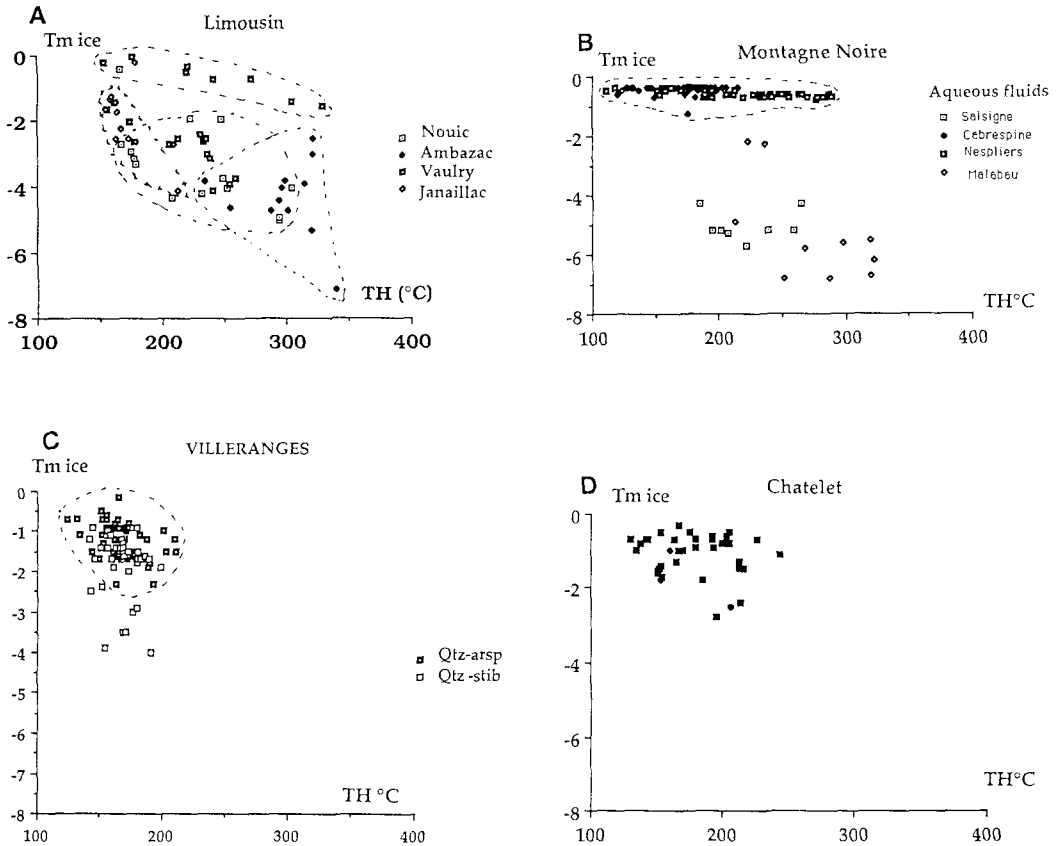 A
Limousin
Tm ice
0
-2
-4
-6
-8
100
200
300
400
TH (°C)
Nouic
Ambazac
Vaulry
Janaillac
B
Montagne Noire
Tm ice
0
-2
-4
-6
-8
100
200
300
400
TH°C
Aqueous fluids
Salsigne
Cebrespine
Nespliers
Malebau
C
VILLERANGES
Tm ice
0
-1
-2
-3
-4
-5
-6
-7
-8
100
200
300
400
TH °C
Qtz-arsp
Qtz -stib
D
Chatelet
Tm ice
0
-2
-4
-6
-8
100
200
300
400
TH°C